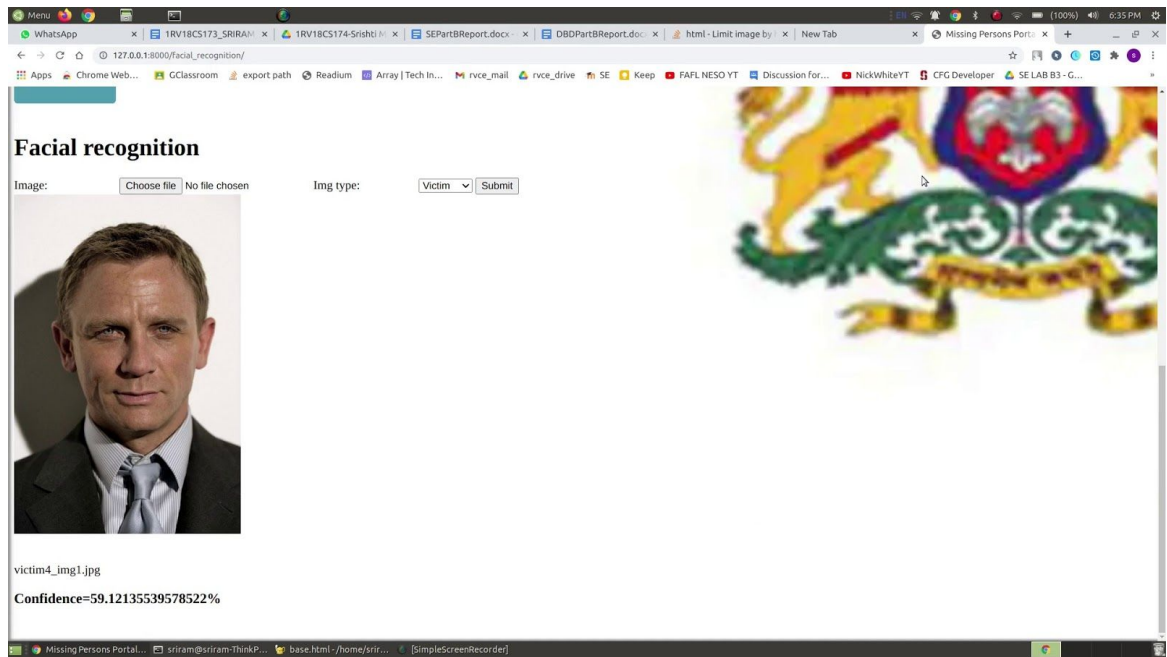 Menu (100%) 6:35 PM
WhatsApp 1RV18CS173_SRIRAM 1RV18CS174-Srishti M SEPartBReport.docx - DBDPartBReport.doc html - Limit image by New Tab Missing Persons Porta
127.0.0.1:8000/facial_recognition/
Apps Chrome Web... GClassroom export path Readium Array | Tech In... rvce_mail rvce_drive SE Keep FAFL NESO YT Discussion for... NickWhiteYT CFG Developer SE LAB B3 - G... »
Facial recognition
Image: Choose file No file chosen Img type: Victim Submit
victim4_img1.jpg
Confidence=59.12135539578522%
Missing Persons Portal... sriram@sriram-ThinkP... base.html - /home/srir... [SimpleScreenRecorder]